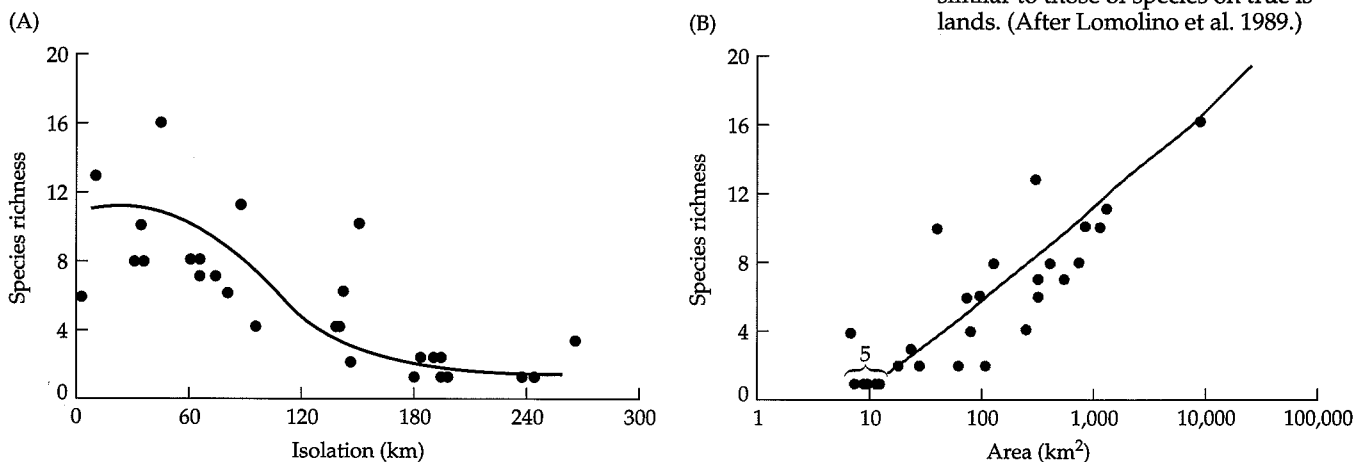 similar to those of species on true is-
lands. (After Lomolino et al. 1989.)
(A)
20
16
12
8
4
0
Species richness
0 60 120 180 240 300
Isolation (km)
(B)
20
16
12
8
4
0
Species richness
5
1 10 100 1,000 10,000 100,000
Area (km²)